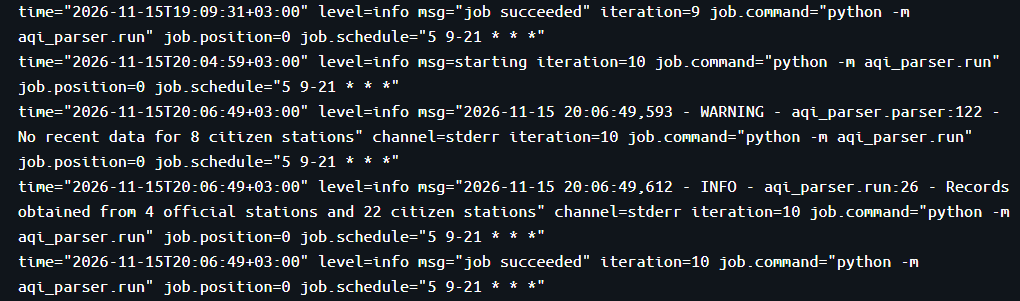 time="2026-11-15T19:09:31+03:00" level=info msg="job succeeded" iteration=9 job.command="python -m
aqi_parser.run" job.position=0 job.schedule="5 9-21 * * *"
time="2026-11-15T20:04:59+03:00" level=info msg=starting iteration=10 job.command="python -m aqi_parser.run"
job.position=0 job.schedule="5 9-21 * * *"
time="2026-11-15T20:06:49+03:00" level=info msg="2026-11-15 20:06:49,593 - WARNING - aqi_parser.parser:122 -
No recent data for 8 citizen stations" channel=stderr iteration=10 job.command="python -m aqi_parser.run"
job.position=0 job.schedule="5 9-21 * * *"
time="2026-11-15T20:06:49+03:00" level=info msg="2026-11-15 20:06:49,612 - INFO - aqi_parser.run:26 - Records
obtained from 4 official stations and 22 citizen stations" channel=stderr iteration=10 job.command="python -m
aqi_parser.run" job.position=0 job.schedule="5 9-21 * * *"
time="2026-11-15T20:06:49+03:00" level=info msg="job succeeded" iteration=10 job.command="python -m
aqi_parser.run" job.position=0 job.schedule="5 9-21 * * *"